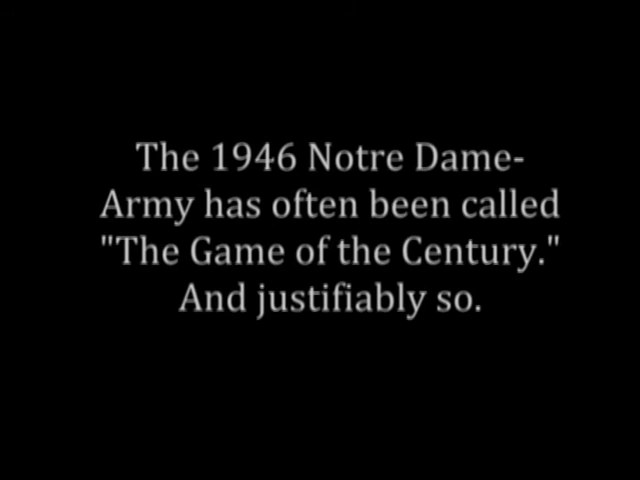 The 1946 Notre Dame-
Army has often been called
"The Game of the Century."
And justifiably so.